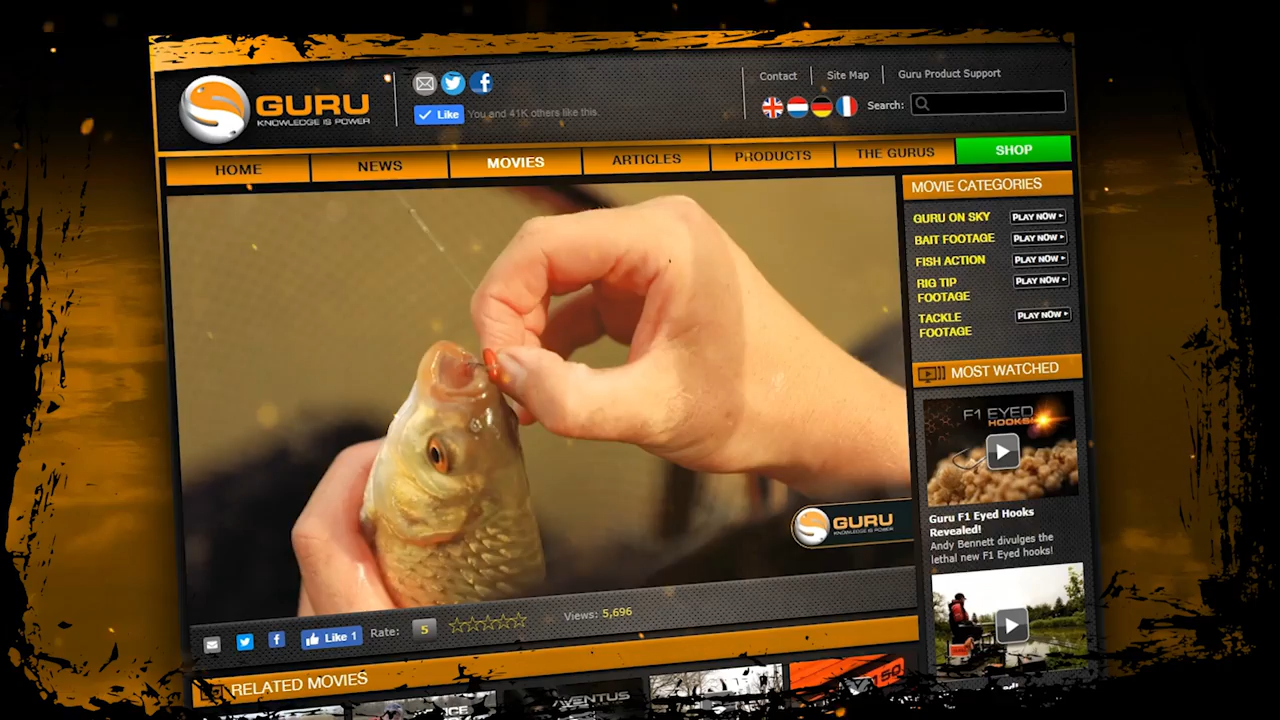 GURU
KNOWLEDGE IS POWER
Like
You and 41K others like this.
Contact
Site Map
Guru Product Support
Search:
HOME
NEWS
MOVIES
ARTICLES
PRODUCTS
THE GURUS
SHOP
MOVIE CATEGORIES
GURU ON SKY
PLAY NOW
BAIT FOOTAGE
PLAY NOW
FISH ACTION
PLAY NOW
RIG TIP
FOOTAGE
PLAY NOW
TACKLE
FOOTAGE
PLAY NOW
MOST WATCHED
F1 EYED
HOOKS!
Guru F1 Eyed Hooks
Revealed!
Andy Bennett divulges the
lethal new F1 Eyed hooks!
GURU
KNOWLEDGE IS POWER
Like 1
Rate:
5
Views: 5,696
RELATED MOVIES